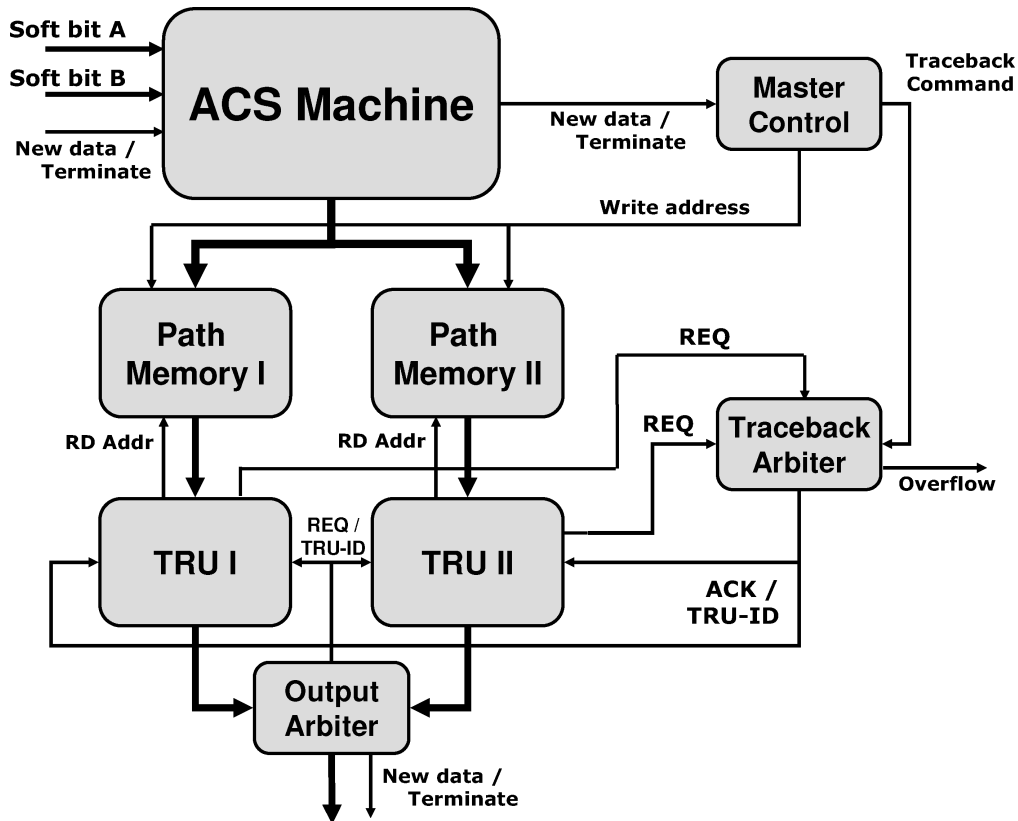 Soft bit A
Soft bit B
New data /
Terminate
ACS Machine
New data /
Terminate
Master
Control
Traceback
Command
Write address
Path
Memory I
Path
Memory II
REQ
REQ
Traceback
Arbiter
RD Addr
RD Addr
Overflow
REQ /
TRU-ID
TRU I
TRU II
ACK /
TRU-ID
Output
Arbiter
New data /
Terminate